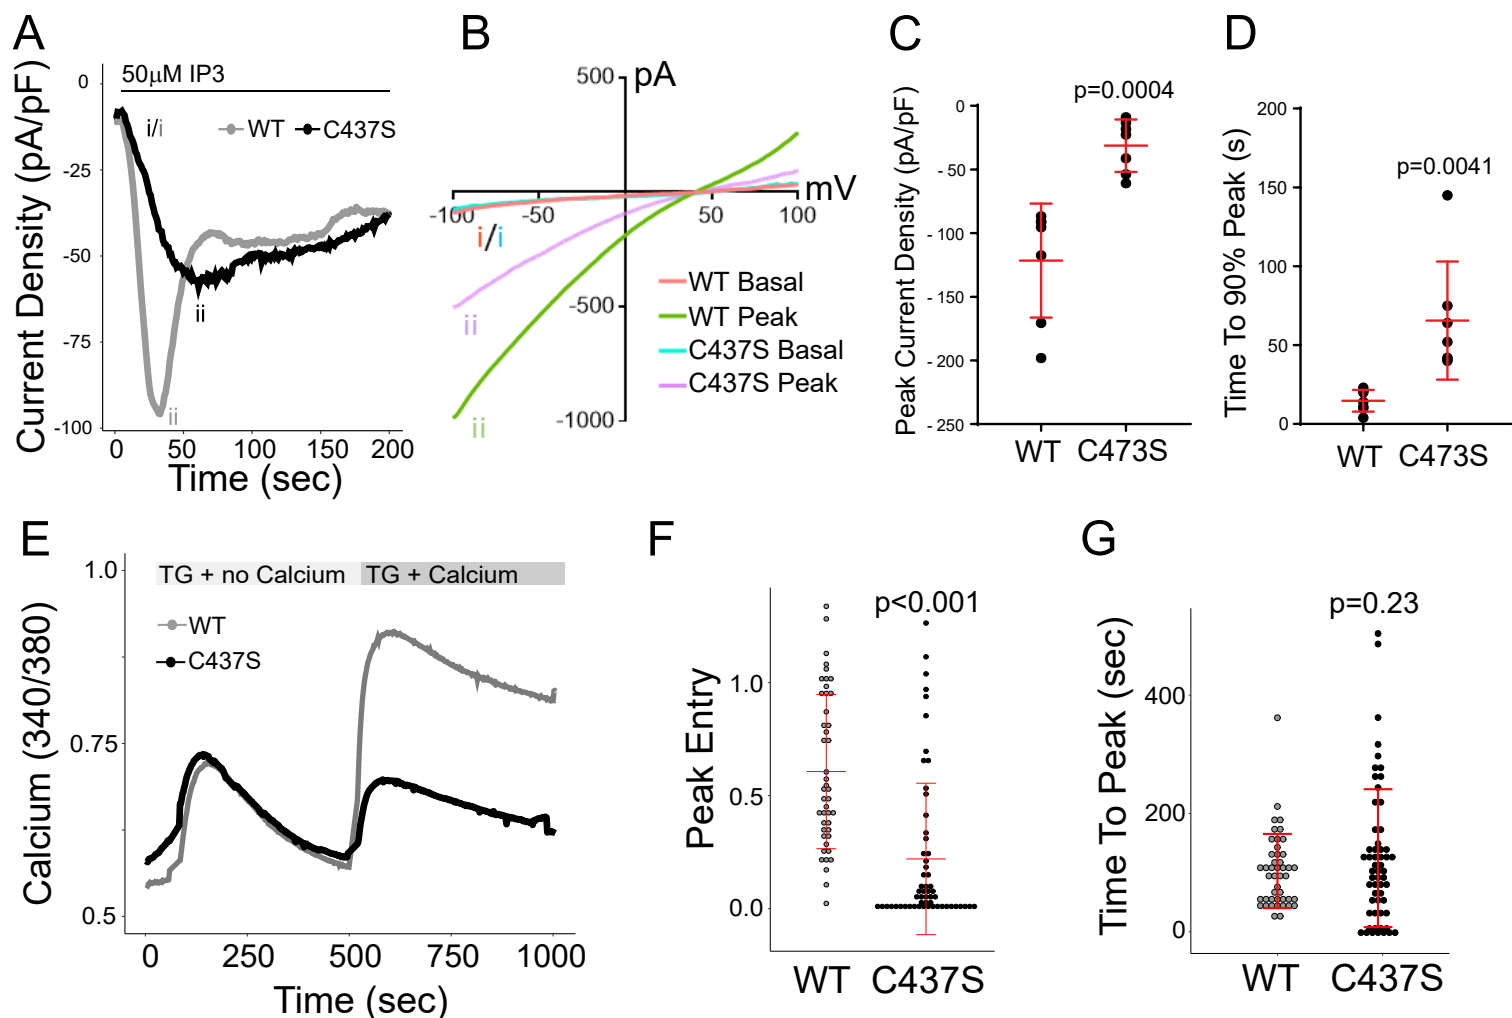 A
50µM IP3
i/i
WT
C437S
ii
ii
0
-25
-50
-75
-100
0
50
100
150
200
Current Density (pA/pF)
Time (sec)
B
500
pA
mV
-100
-50
50
100
-500
-1000
i/i
ii
ii
WT Basal
WT Peak
C437S Basal
C437S Peak
C
p=0.0004
0
-50
-100
-150
-200
-250
Peak Current Density (pA/pF)
WT
C473S
D
p=0.0041
200
150
100
50
0
Time To 90% Peak (s)
WT
C473S
E
TG + no Calcium
TG + Calcium
WT
C437S
1.0
0.75
0.5
0
250
500
750
1000
Calcium (340/380)
Time (sec)
F
p<0.001
1.0
0.5
0.0
Peak Entry
WT
C437S
G
p=0.23
400
200
0
Time To Peak (sec)
WT
C437S